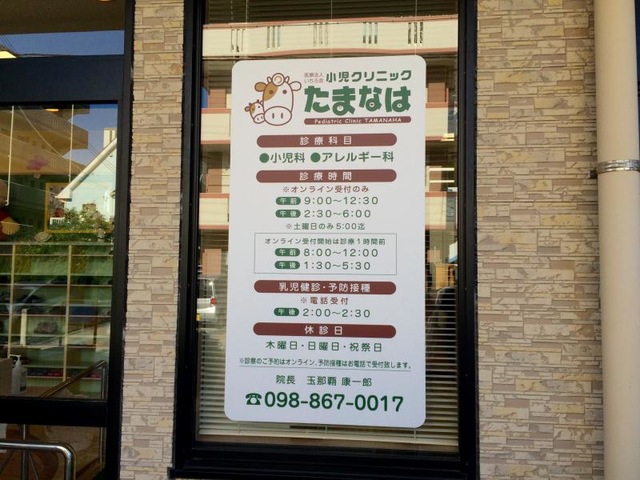 医療法人
いちろ会
小児クリニック
たまなは
Pediatric Clinic TAMANAHA
診療科目
●小児科 ●アレルギー科
診療時間
※オンライン受付のみ
午前 9:00～12:30
午後 2:30～6:00
※土曜日のみ5:00迄
オンライン受付開始は診療1時間前
午前 8:00～12:00
午後 1:30～5:30
乳児健診・予防接種
※電話受付
午後 2:00～2:30
休診日
木曜日・日曜日・祝祭日
※診察のご予約はオンライン、予防接種はお電話で受付致します。
院長 玉那覇 康一郎
☎098-867-0017